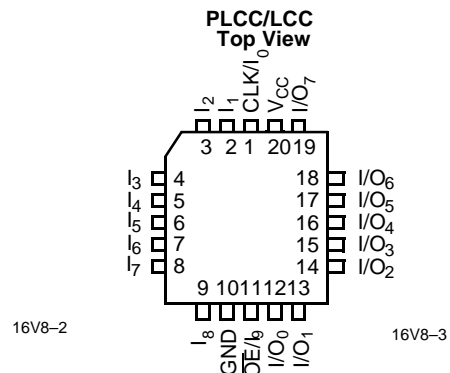 PLCC/LCC
Top View
I2 I1 CLK/I0 VCC I/O7
3 2 1 20 19
I3 4 18 I/O6
I4 5 17 I/O5
I5 6 16 I/O4
I6 7 15 I/O3
I7 8 14 I/O2
9 10 11 12 13
I8 GND OE/I9 I/O0 I/O1
16V8–2 16V8–3